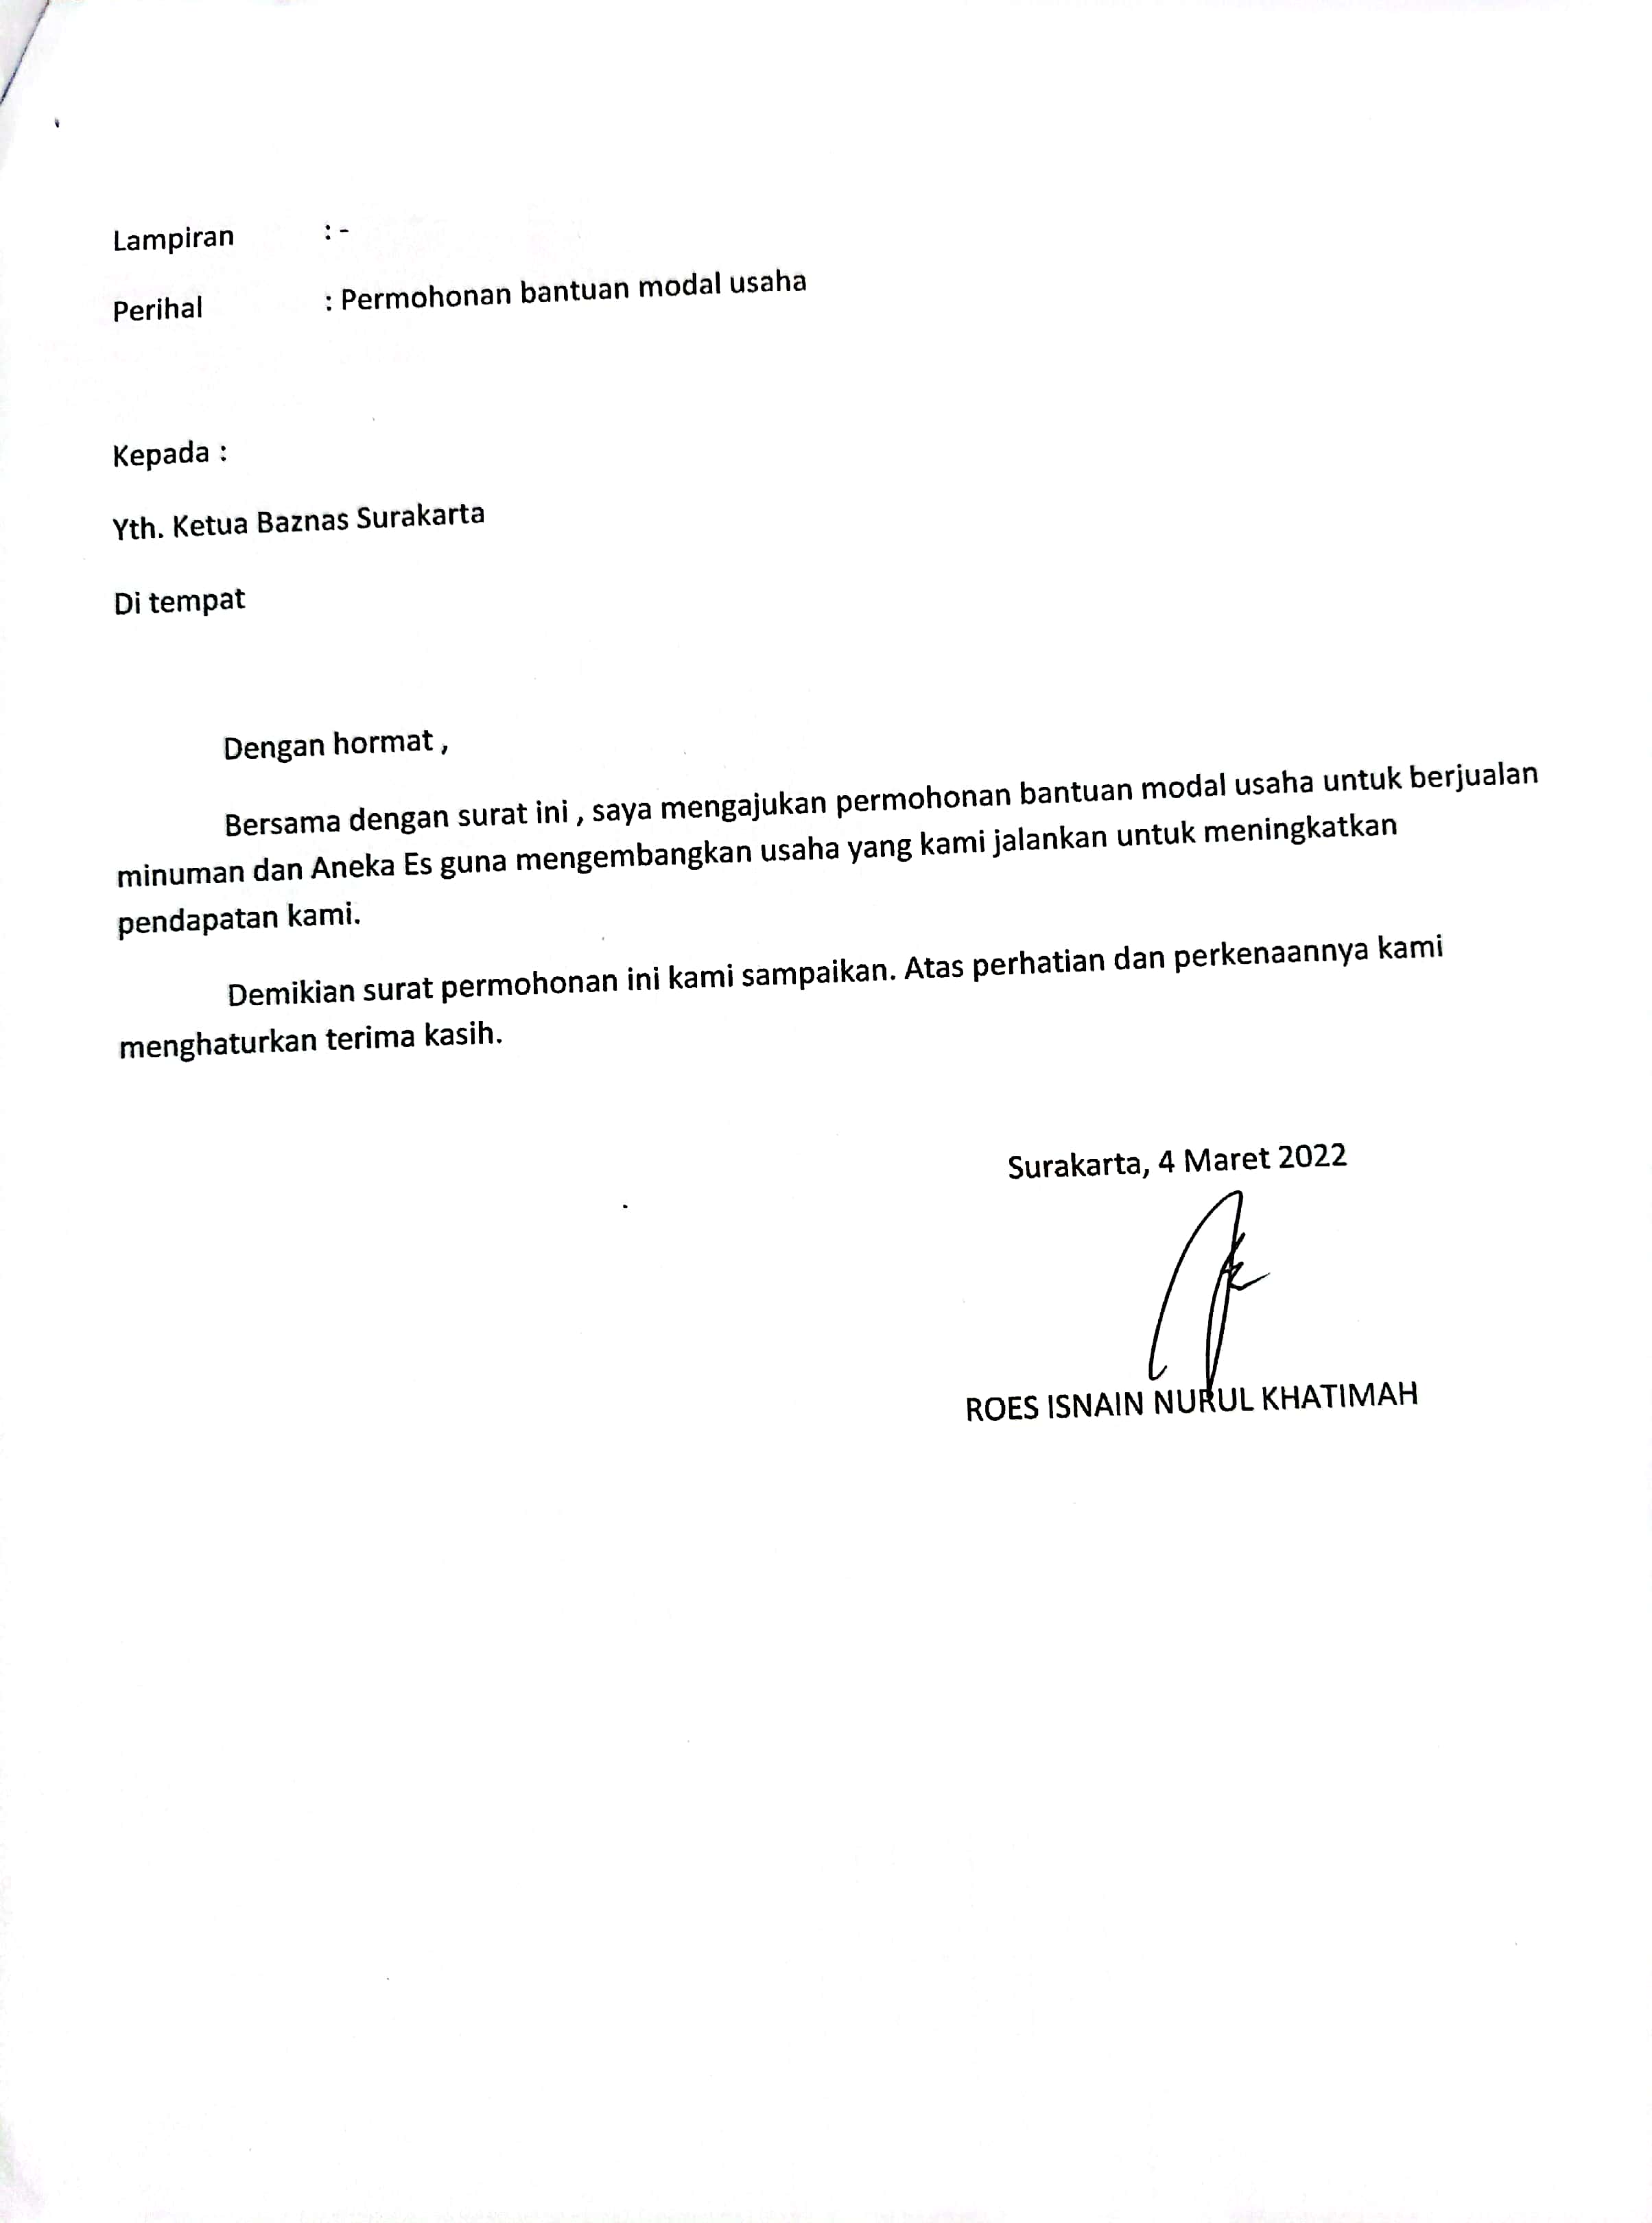 Lampiran : -
Perihal : Permohonan bantuan modal usaha
Kepada :
Yth. Ketua Baznas Surakarta
Di tempat
Dengan hormat ,
Bersama dengan surat ini , saya mengajukan permohonan bantuan modal usaha untuk berjualan
minuman dan Aneka Es guna mengembangkan usaha yang kami jalankan untuk meningkatkan
pendapatan kami.
Demikian surat permohonan ini kami sampaikan. Atas perhatian dan perkenaannya kami
menghaturkan terima kasih.
Surakarta, 4 Maret 2022
ROES ISNAIN NURUL KHATIMAH